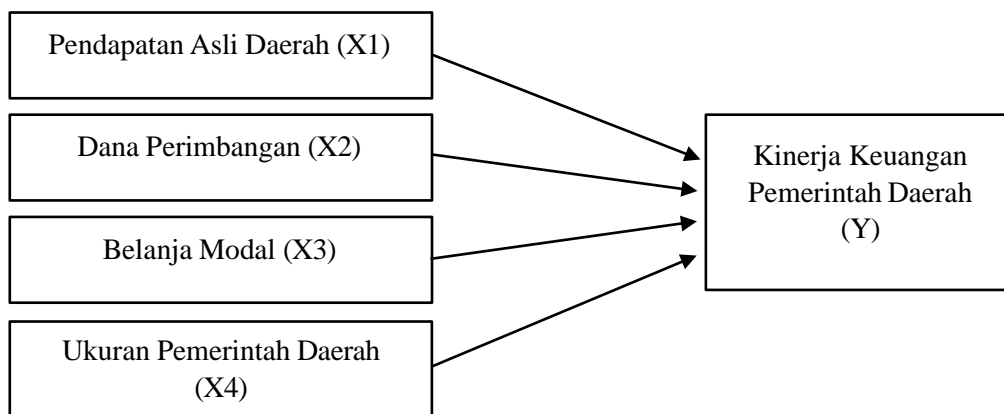 Pendapatan Asli Daerah (X1)
Dana Perimbangan (X2)
Belanja Modal (X3)
Ukuran Pemerintah Daerah
(X4)
Kinerja Keuangan
Pemerintah Daerah
(Y)